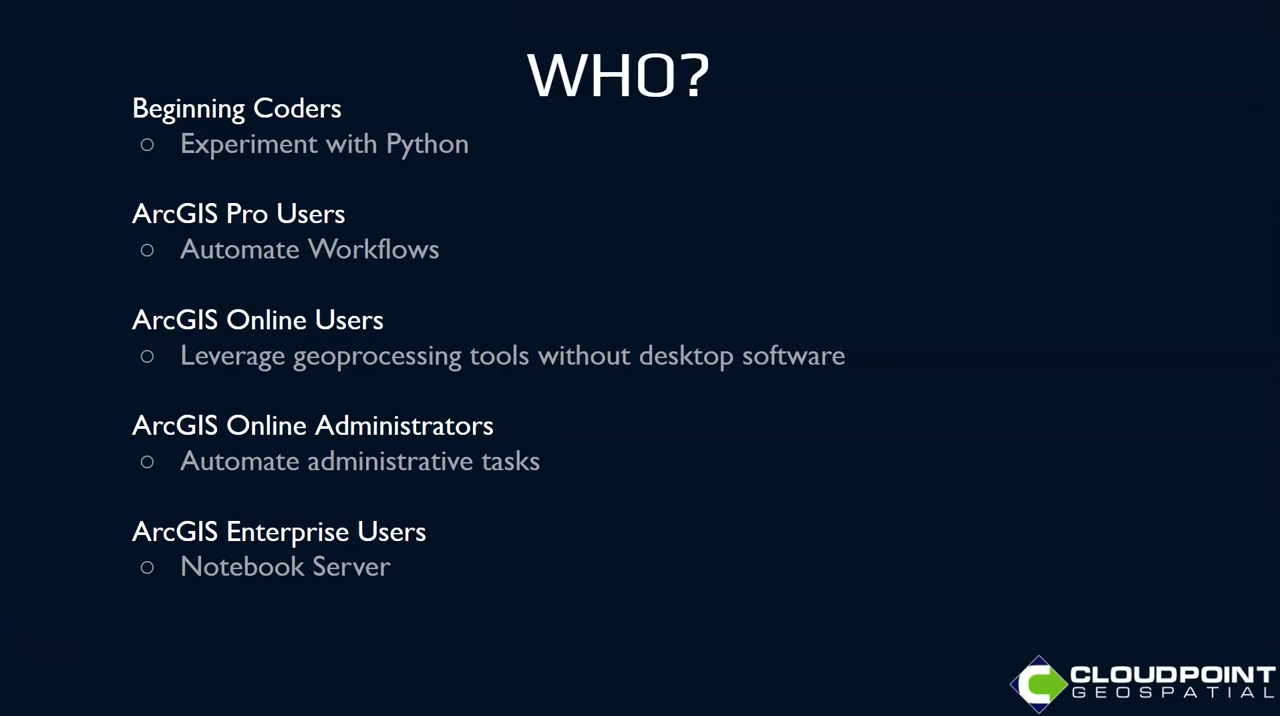 WHO?
Beginning Coders
○ Experiment with Python
ArcGIS Pro Users
○ Automate Workflows
ArcGIS Online Users
○ Leverage geoprocessing tools without desktop software
ArcGIS Online Administrators
○ Automate administrative tasks
ArcGIS Enterprise Users
○ Notebook Server
CLOUDPOINT
GEOSPATIAL